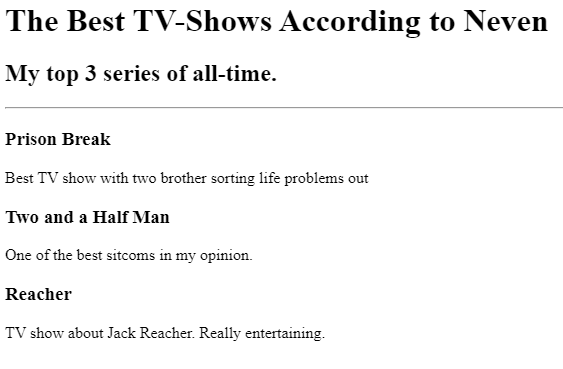 The Best TV-Shows According to Neven
My top 3 series of all-time.
Prison Break
Best TV show with two brother sorting life problems out
Two and a Half Man
One of the best sitcoms in my opinion.
Reacher
TV show about Jack Reacher. Really entertaining.